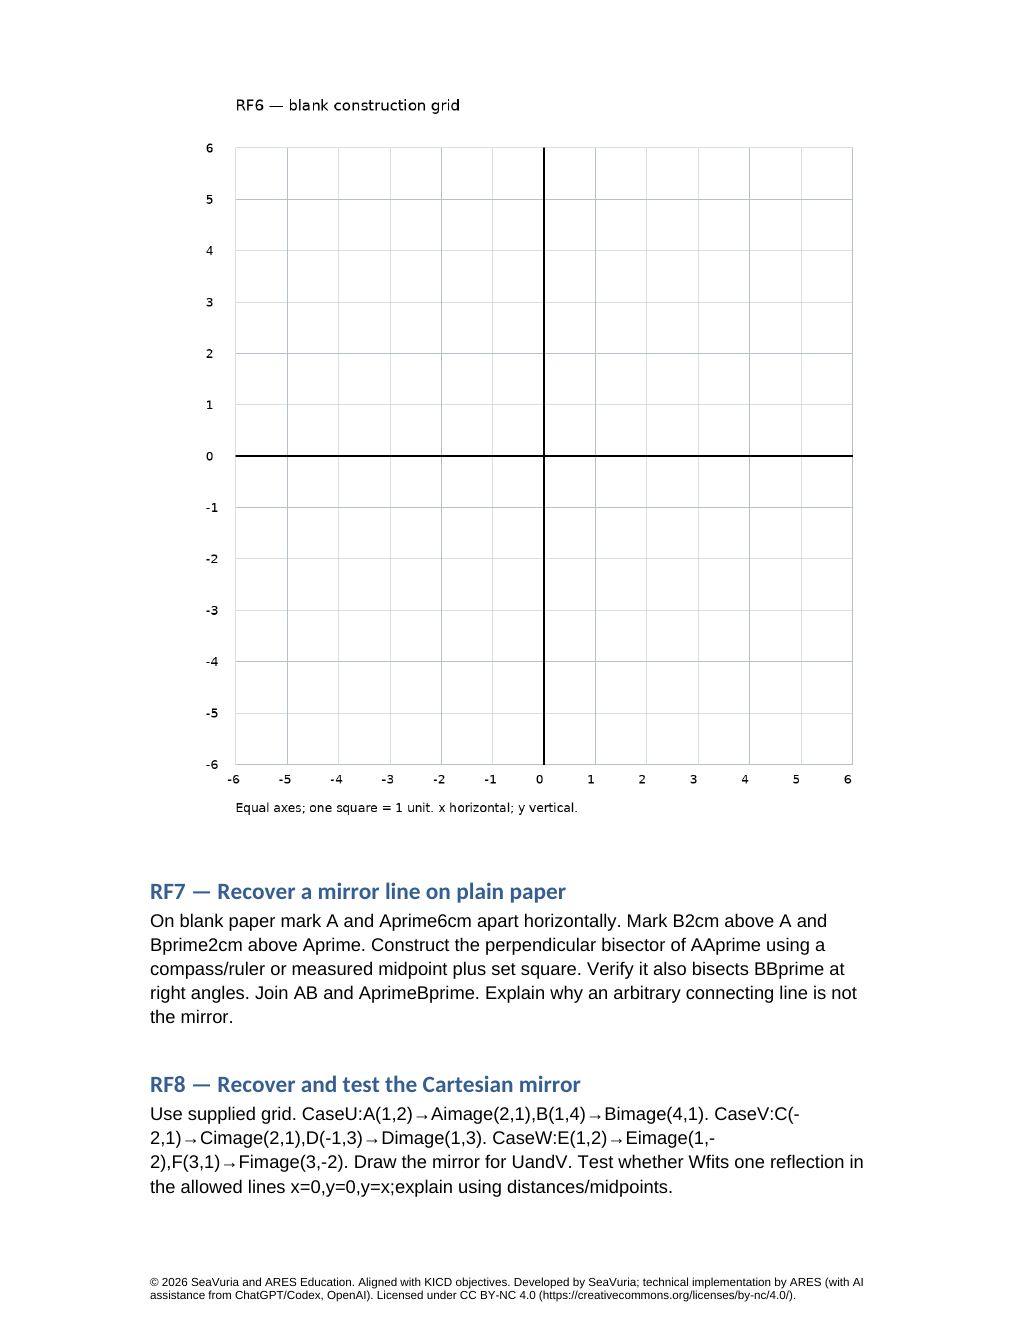 RF6 — blank construction grid
6
5
4
3
2
1
0
-1
-2
-3
-4
-5
-6
-6 -5 -4 -3 -2 -1 0 1 2 3 4 5 6
Equal axes; one square = 1 unit. x horizontal; y vertical.
RF7 — Recover a mirror line on plain paper
On blank paper mark A and Aprime6cm apart horizontally. Mark B2cm above A and
Bprime2cm above Aprime. Construct the perpendicular bisector of AAprime using a
compass/ruler or measured midpoint plus set square. Verify it also bisects BBprime at
right angles. Join AB and AprimeBprime. Explain why an arbitrary connecting line is not
the mirror.
RF8 — Recover and test the Cartesian mirror
Use supplied grid. CaseU:A(1,2)→Aimage(2,1),B(1,4)→Bimage(4,1). CaseV:C(-
2,1)→Cimage(2,1),D(-1,3)→Dimage(1,3). CaseW:E(1,2)→Eimage(1,-
2),F(3,1)→Fimage(3,-2). Draw the mirror for UandV. Test whether Wfits one reflection in
the allowed lines x=0,y=0,y=x;explain using distances/midpoints.
© 2026 SeaVuria and ARES Education. Aligned with KICD objectives. Developed by SeaVuria; technical implementation by ARES (with AI
assistance from ChatGPT/Codex, OpenAI). Licensed under CC BY-NC 4.0 (https://creativecommons.org/licenses/by-nc/4.0/).